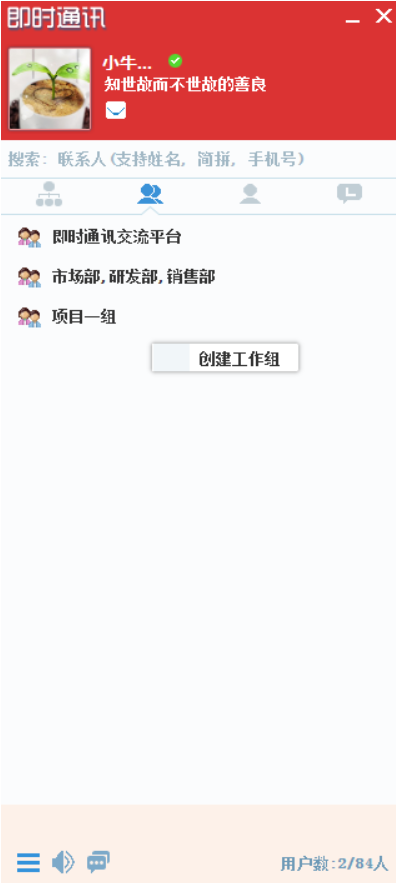 即时通讯
小牛...
知世故而不世故的善良
搜索：联系人(支持姓名，简拼，手机号)
即时通讯交流平台
市场部,研发部,销售部
项目一组
创建工作组
用户数:2/84人